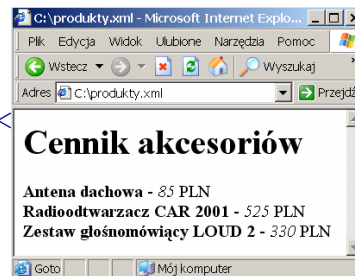 C:\produkty.xml - Microsoft Internet Explo...
Plik Edycja Widok Ulubione Narzędzia Pomoc
Wstecz Wyszukaj
Adres C:\produkty.xml Przejdź
Cennik akcesoriów
Antena dachowa - 85 PLN
Radioodtwarzacz CAR 2001 - 525 PLN
Zestaw głośnomówiący LOUD 2 - 330 PLN
Goto Mój komputer